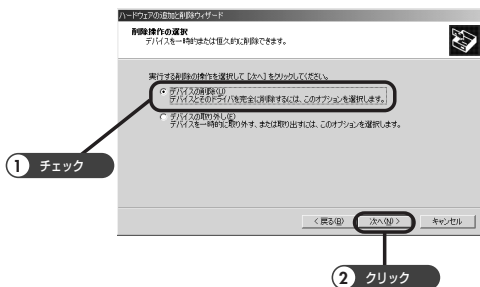 ハードウェアの追加と削除ウィザード
削除操作の選択
デバイスを一時的または恒久的に削除できます。
実行する削除の操作を選択して [次へ] をクリックしてください。
デバイスの削除(U)
デバイスとそのドライバを完全に削除するには、このオプションを選択します。
デバイスの取り外し(E)
デバイスを一時的に取り外す、または取り出すには、このオプションを選択します。
1 チェック
< 戻る(B) 次へ(N) > キャンセル
2 クリック